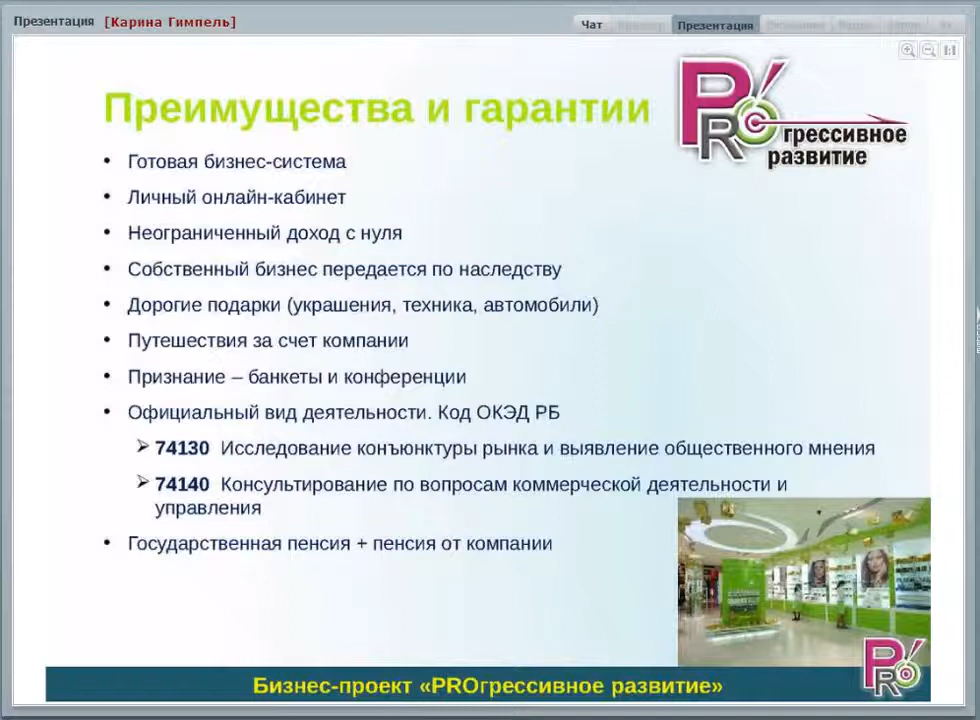 Презентация [Карина Гимпель]
Чат
Презентация
Преимущества и гарантии
PROгрессивное
развитие
• Готовая бизнес-система
• Личный онлайн-кабинет
• Неограниченный доход с нуля
• Собственный бизнес передается по наследству
• Дорогие подарки (украшения, техника, автомобили)
• Путешествия за счет компании
• Признание – банкеты и конференции
• Официальный вид деятельности. Код ОКЭД РБ
➢ 74130 Исследование конъюнктуры рынка и выявление общественного мнения
➢ 74140 Консультирование по вопросам коммерческой деятельности и
управления
• Государственная пенсия + пенсия от компании
PRO
Бизнес-проект «PROгрессивное развитие»